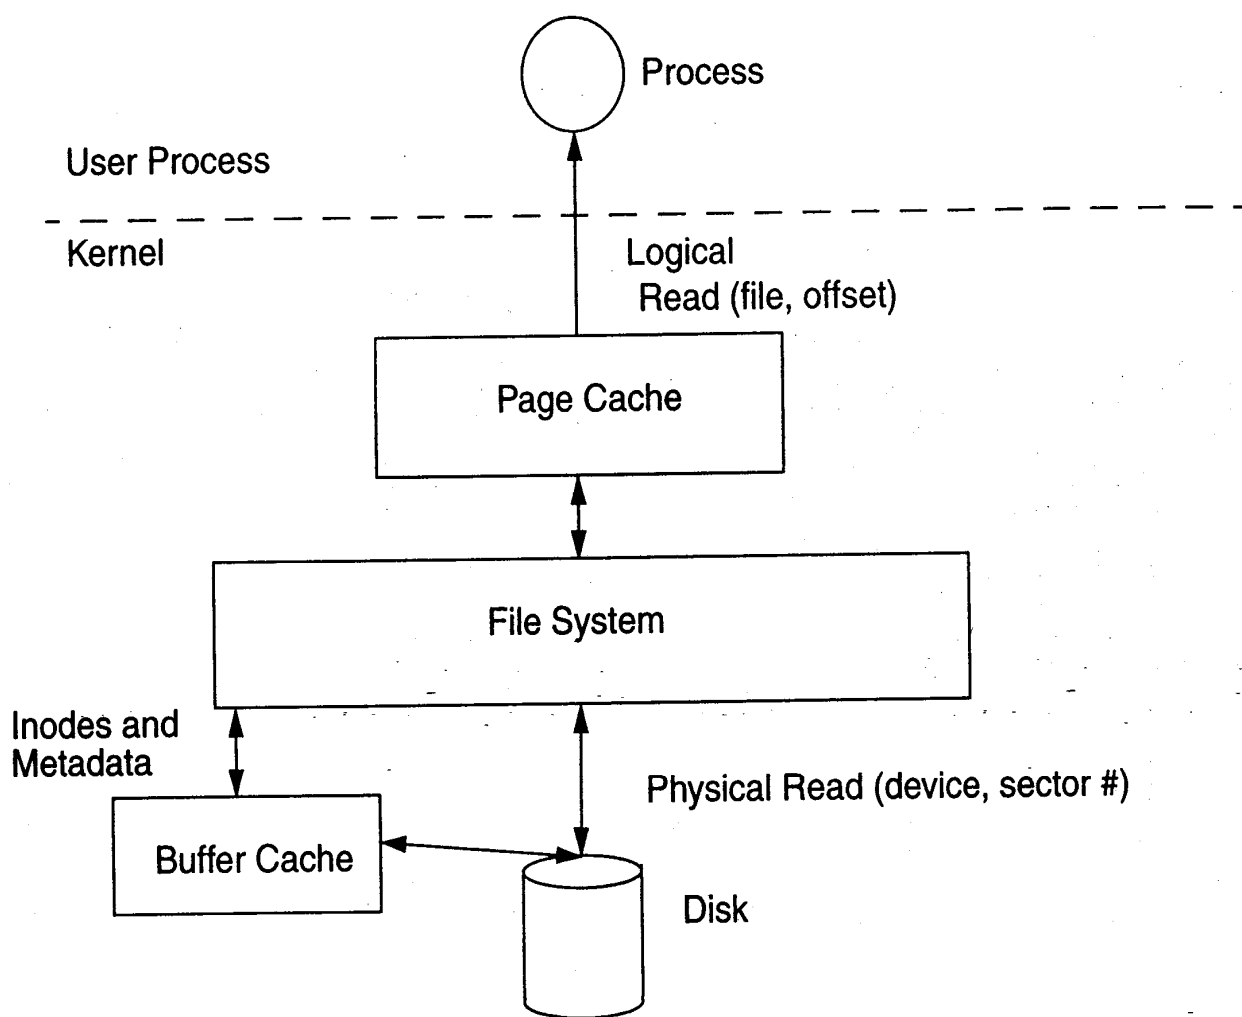 Process
User Process
Kernel
Logical
Read (file, offset)
Page Cache
File System
Inodes and
Metadata
Physical Read (device, sector #)
Buffer Cache
Disk